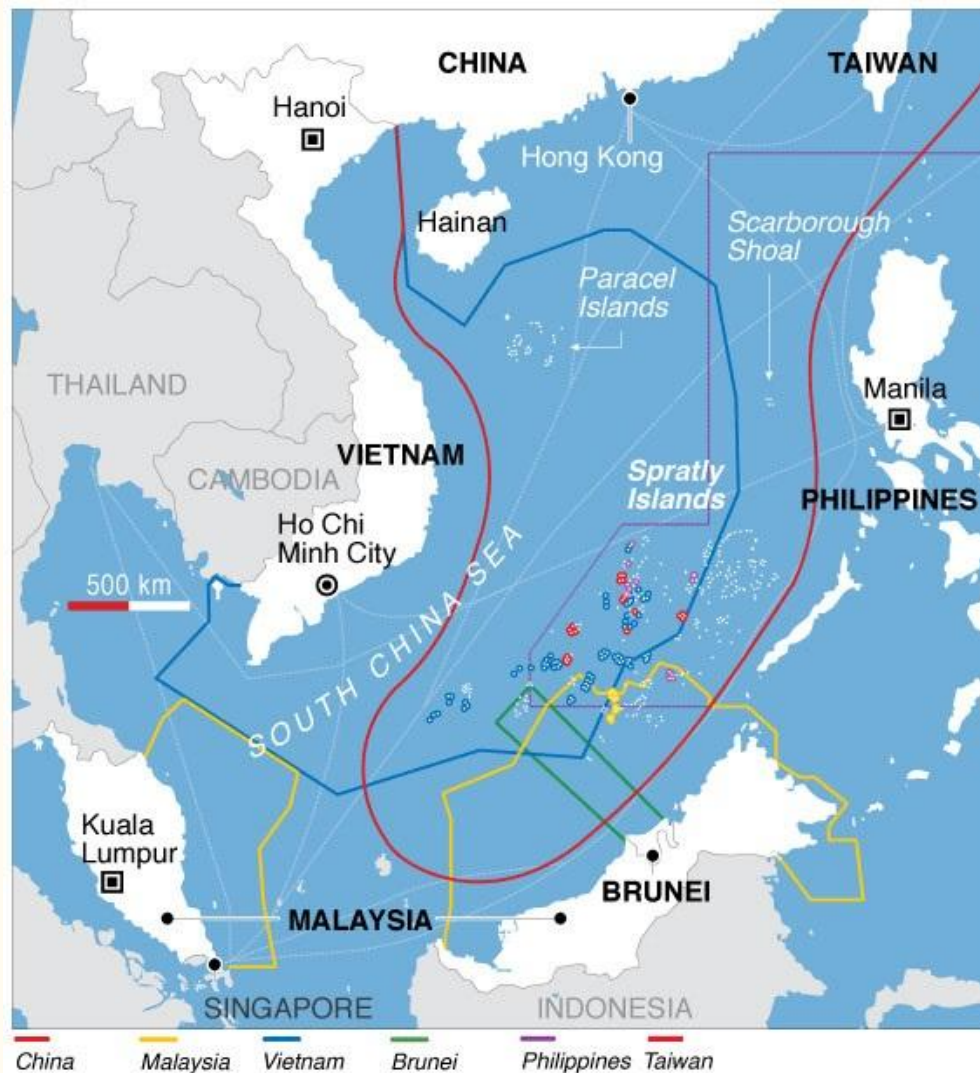 CHINA
TAIWAN
Hanoi
Hong Kong
Hainan
Scarborough
Shoal
Paracel
Islands
THAILAND
Manila
VIETNAM
CAMBODIA
Spratly
Islands
PHILIPPINES
Ho Chi
Minh City
500 km
SOUTH CHINA SEA
Kuala
Lumpur
BRUNEI
MALAYSIA
SINGAPORE
INDONESIA
China
Malaysia
Vietnam
Brunei
Philippines
Taiwan